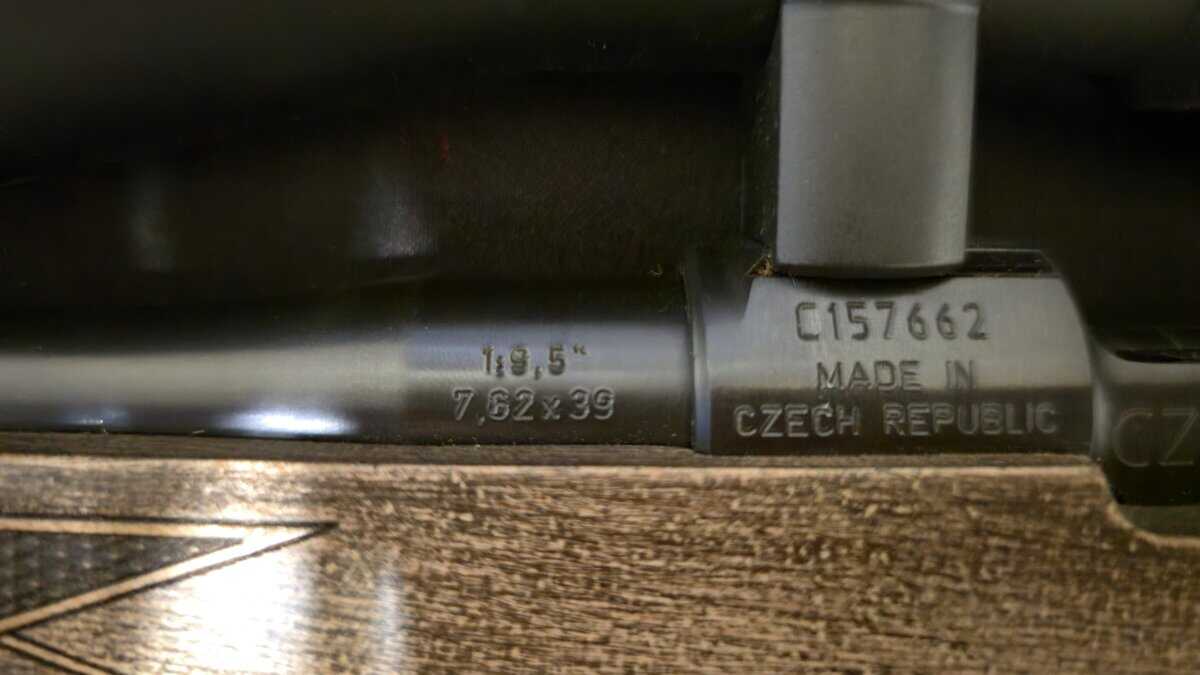 1:9,5"
7,62x39
C157662
MADE IN
CZECH REPUBLIC
CZ